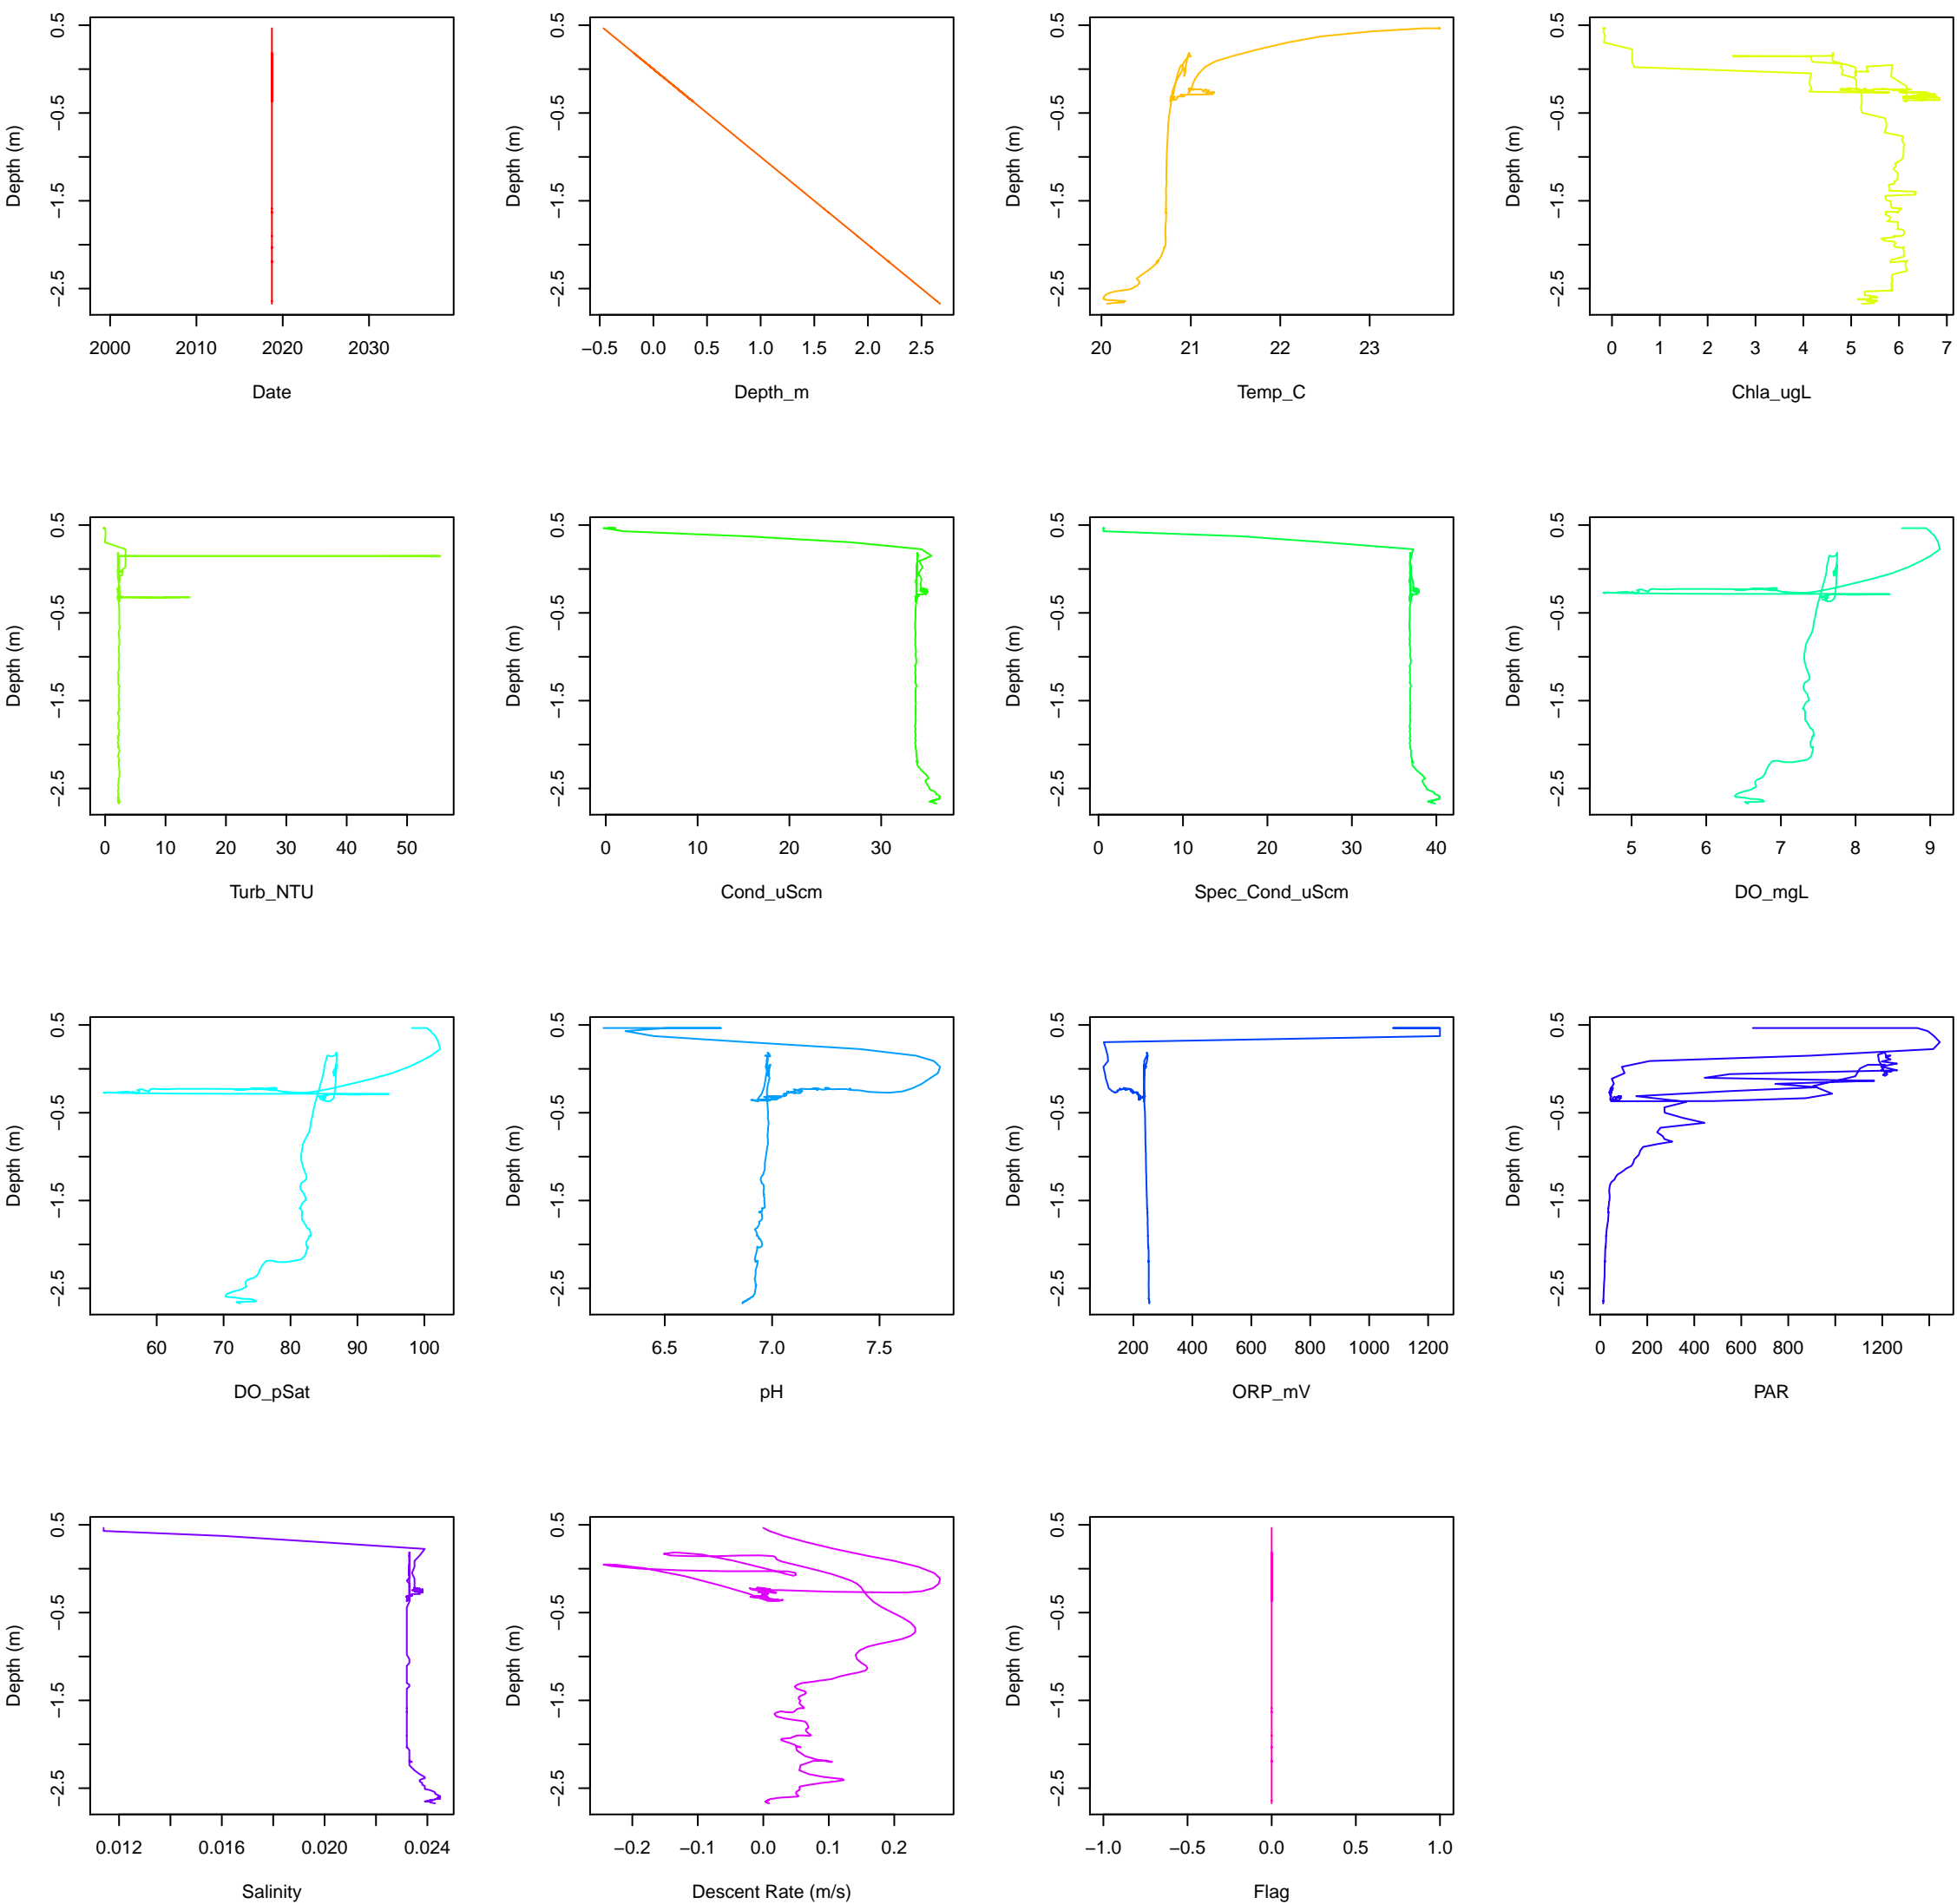 Depth (m)
0.5
−0.5
−1.5
−2.5
2000 2010 2020 2030
Date
Depth (m)
0.5
−0.5
−1.5
−2.5
−0.5 0.0 0.5 1.0 1.5 2.0 2.5
Depth_m
Depth (m)
0.5
−0.5
−1.5
−2.5
20 21 22 23
Temp_C
Depth (m)
0.5
−0.5
−1.5
−2.5
0 1 2 3 4 5 6 7
Chla_ugL
Depth (m)
0.5
−0.5
−1.5
−2.5
0 10 20 30 40 50
Turb_NTU
Depth (m)
0.5
−0.5
−1.5
−2.5
0 10 20 30
Cond_uScm
Depth (m)
0.5
−0.5
−1.5
−2.5
0 10 20 30 40
Spec_Cond_uScm
Depth (m)
0.5
−0.5
−1.5
−2.5
5 6 7 8 9
DO_mgL
Depth (m)
0.5
−0.5
−1.5
−2.5
60 70 80 90 100
DO_pSat
Depth (m)
0.5
−0.5
−1.5
−2.5
6.5 7.0 7.5
pH
Depth (m)
0.5
−0.5
−1.5
−2.5
200 400 600 800 1000 1200
ORP_mV
Depth (m)
0.5
−0.5
−1.5
−2.5
0 200 400 600 800 1200
PAR
Depth (m)
0.5
−0.5
−1.5
−2.5
0.012 0.016 0.020 0.024
Salinity
Depth (m)
0.5
−0.5
−1.5
−2.5
−0.2 −0.1 0.0 0.1 0.2
Descent Rate (m/s)
Depth (m)
0.5
−0.5
−1.5
−2.5
−1.0 −0.5 0.0 0.5 1.0
Flag